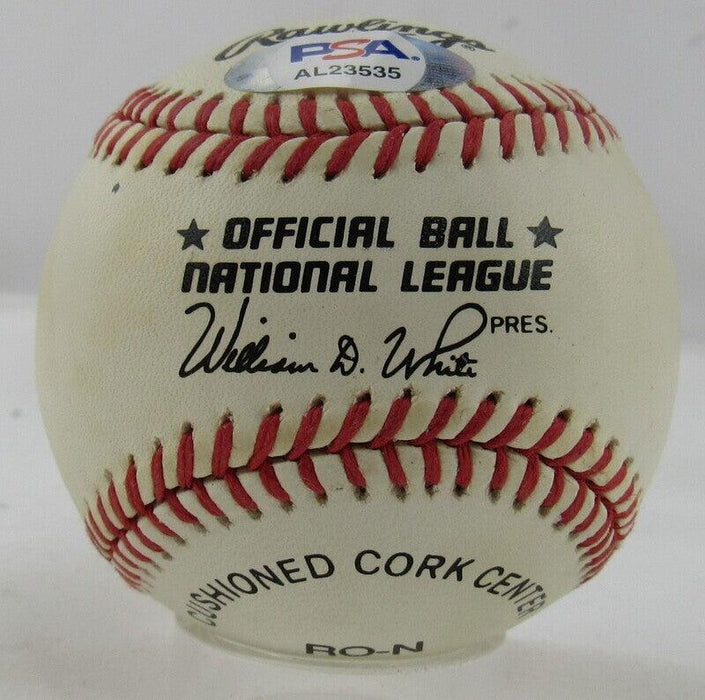 Rawlings
PSA
AL23535
★ OFFICIAL BALL ★
NATIONAL LEAGUE
William D. White PRES.
CUSHIONED CORK CENTER
RO-N